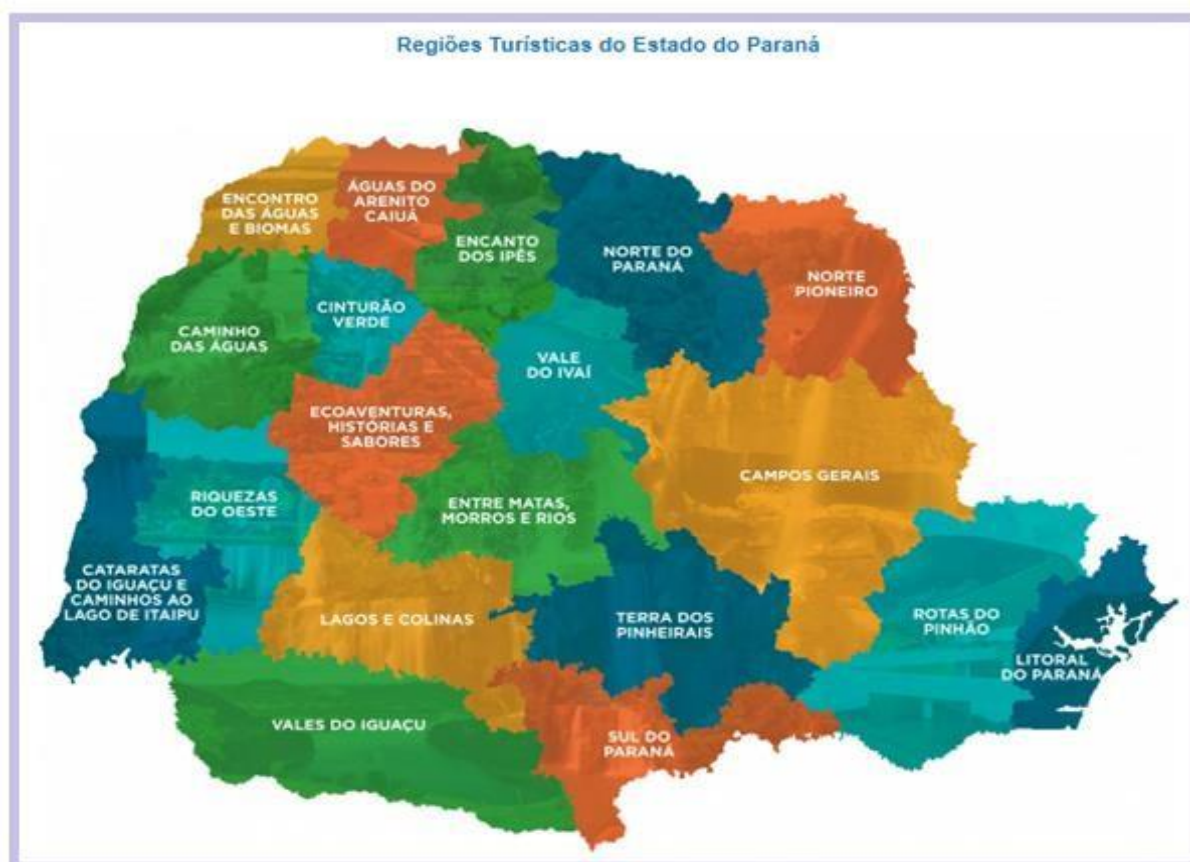 Regiões Turísticas do Estado do Paraná
ENCONTRO
DAS ÁGUAS
E BIOMAS
ÁGUAS DO
ARENITO
CAIUÁ
ENCANTO
DOS IPÊS
NORTE DO
PARANÁ
NORTE
PIONEIRO
CAMINHO
DAS ÁGUAS
CINTURÃO
VERDE
VALE
DO IVAÍ
ECOAVENTURAS,
HISTÓRIAS E
SABORES
CAMPOS GERAIS
RIQUEZAS
DO OESTE
ENTRE MATAS,
MORROS E RIOS
CATARATAS
DO IGUAÇU E
CAMINHOS AO
LAGO DE ITAIPU
LAGOS E COLINAS
TERRA DOS
PINHEIRAIS
ROTAS DO
PINHÃO
LITORAL
DO PARANÁ
VALES DO IGUAÇU
SUL DO
PARANÁ